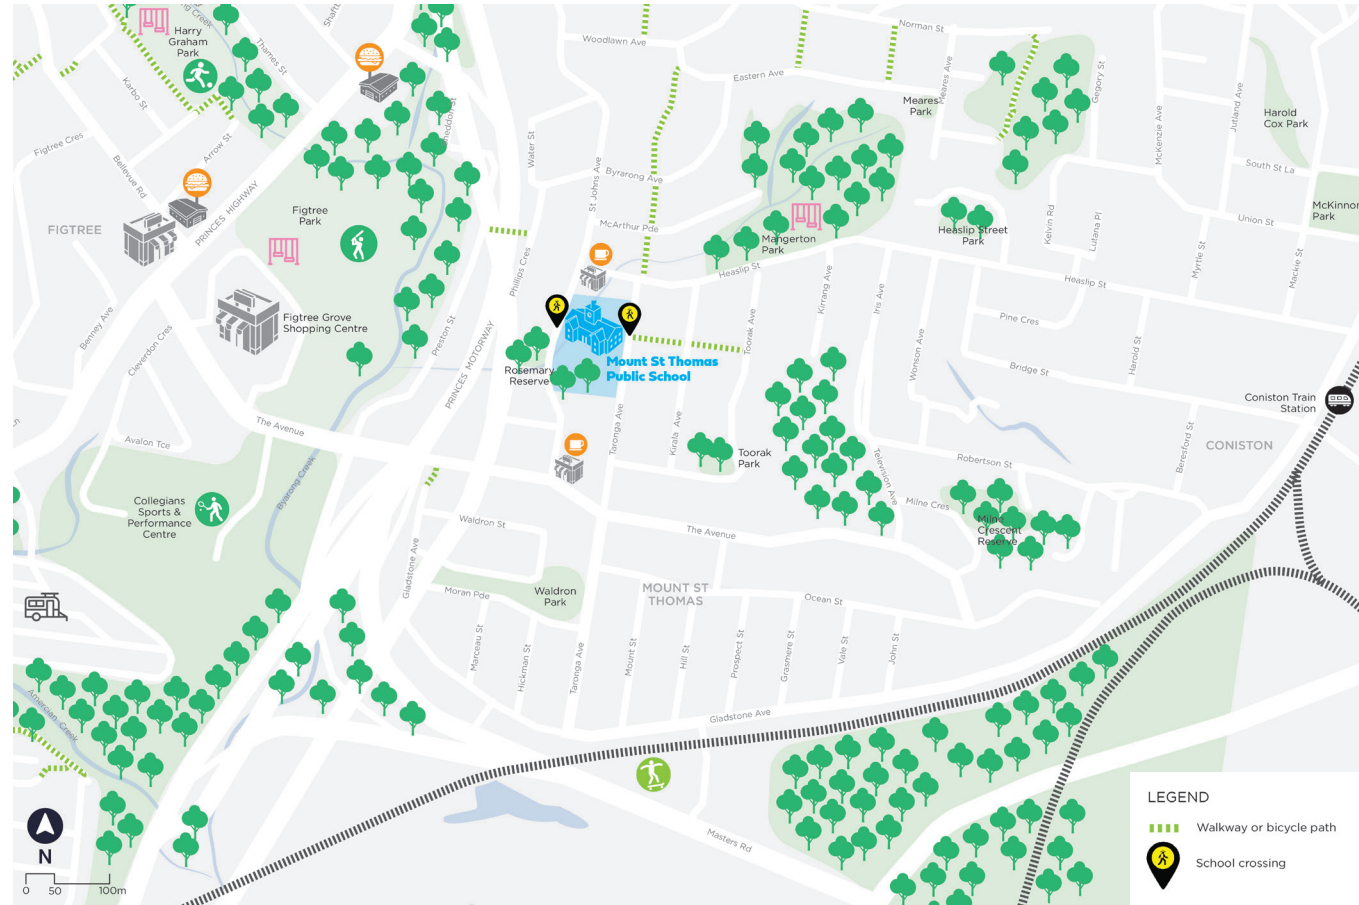 Harry
Graham
Park
Thames St
Karbo St
Figtree Cres
Bellevue Rd
Arrow St
PRINCES HIGHWAY
FIGTREE
Figtree
Park
Figtree Grove
Shopping Centre
Benney Ave
Cleverdon Cres
Preston St
PRINCES MOTORWAY
The Avenue
Avalon Tce
Byarong Creek
Collegians
Sports &
Performance
Centre
American Creek
Woodlawn Ave
Norman St
Eastern Ave
Meares Ave
Meares
Park
Gegory St
McKenzie Ave
Jutland Ave
Harold
Cox Park
South St La
McKinnon
Park
Union St
Water St
St Johns Ave
Byrarong Ave
McArthur Pde
Phillips Cres
Mangerton
Park
Heaslip St
Heaslip Street
Park
Kelvin Rd
Lutana Pl
Myrtle St
Mackie St
Heaslip St
Kirrang Ave
Iris Ave
Toorak Ave
Wonson Ave
Pine Cres
Bridge St
Harold St
Mount St Thomas
Public School
Rosemary
Reserve
Taronga Ave
Kirala Ave
Toorak
Park
Television Ave
Robertson St
Beresford St
Coniston Train
Station
CONISTON
Milne Cres
Milne
Crescent
Reserve
Waldron St
The Avenue
Gladstone Ave
Moran Pde
Waldron
Park
MOUNT ST
THOMAS
Ocean St
Marceau St
Hickman St
Taronga Ave
Mount St
Hill St
Prospect St
Grasmere St
Vale St
John St
Gladstone Ave
Masters Rd
N
0 50 100m
LEGEND
Walkway or bicycle path
School crossing